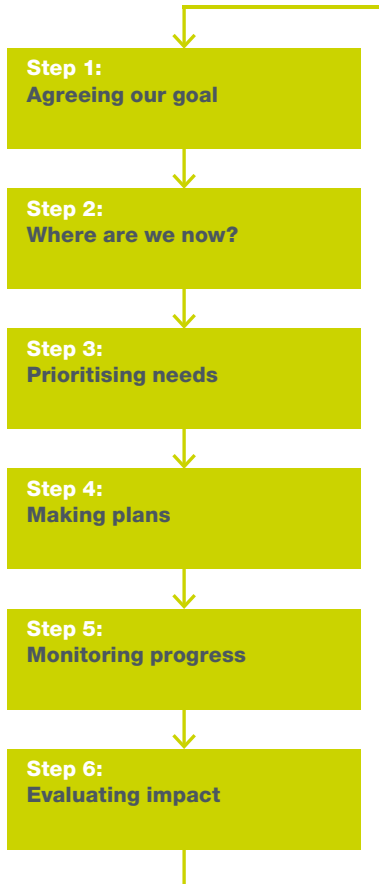 Step 1:
Agreeing our goal
Step 2:
Where are we now?
Step 3:
Prioritising needs
Step 4:
Making plans
Step 5:
Monitoring progress
Step 6:
Evaluating impact